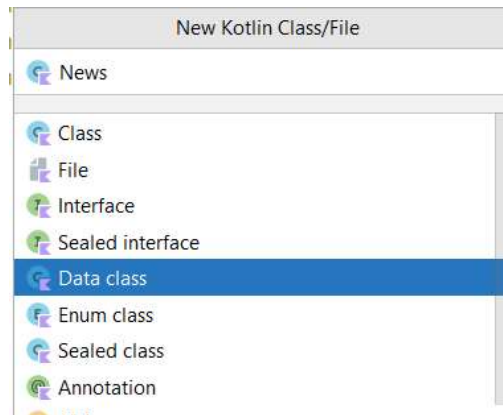 New Kotlin Class/File
News
Class
File
Interface
Sealed interface
Data class
Enum class
Sealed class
Annotation